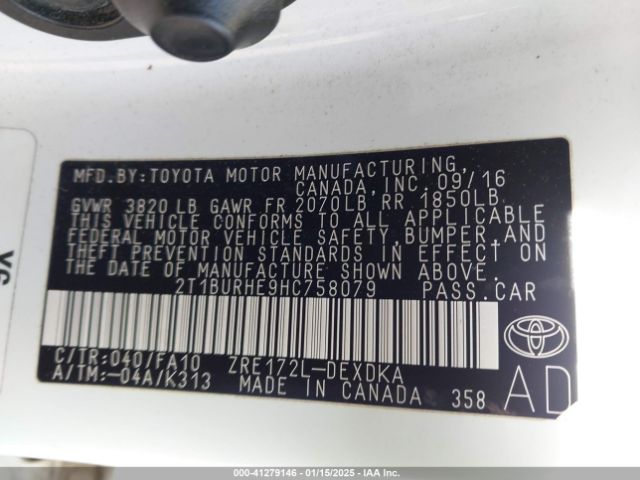 MFD.BY:TOYOTA MOTOR MANUFACTURING,
CANADA,INC.09/16
GVWR 3820LB GAWR FR 2070LB RR 1850LB
THIS VEHICLE CONFORMS TO ALL APPLICABLE
FEDERAL MOTOR VEHICLE SAFETY,BUMPER,AND
THEFT PREVENTION STANDARDS IN EFFECT ON
THE DATE OF MANUFACTURE SHOWN ABOVE.
2T1BURHE9HC758079 PASS.CAR
C/TR:040/FA10 ZRE172L-DEXDKA
A/TM:-04A/K313 MADE IN CANADA 358
AD
000-41279146 - 01/15/2025 - IAA Inc.